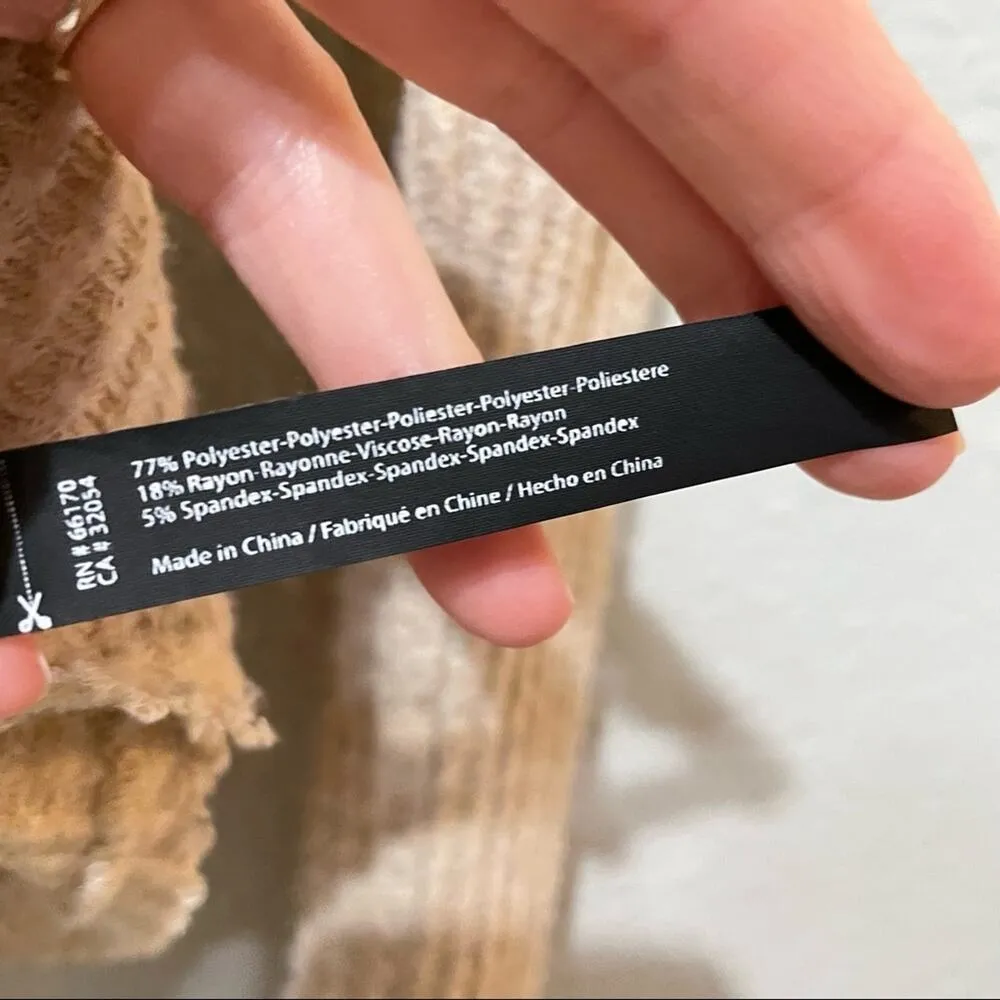 RN # 66170
CA # 32054
77% Polyester-Polyester-Poliester-Polyester-Poliestere
18% Rayon-Rayonne-Viscose-Rayon-Rayon
5% Spandex-Spandex-Spandex-Spandex-Spandex
Made in China / Fabriqué en Chine / Hecho en China